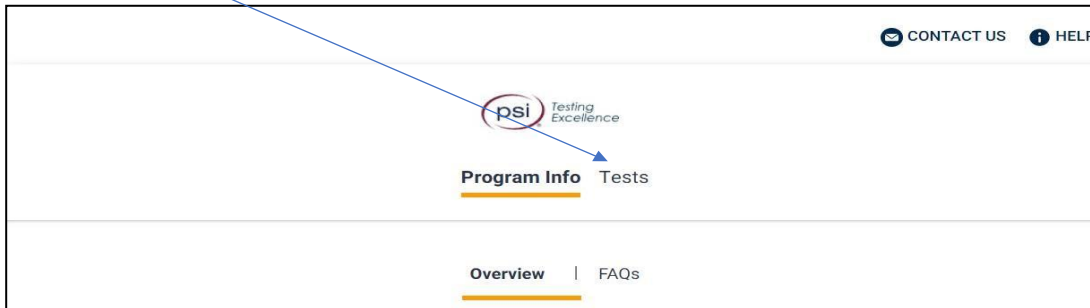 CONTACT US HELP
psi Testing
Excellence
Program Info Tests
Overview | FAQs